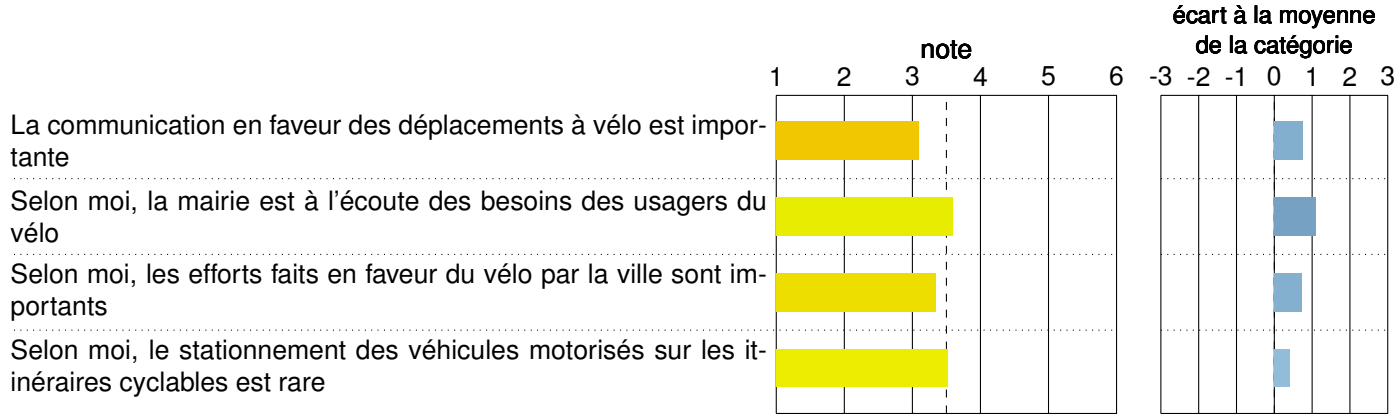 écart à la moyenne
de la catégorie
note
1 2 3 4 5 6
-3 -2 -1 0 1 2 3
La communication en faveur des déplacements à vélo est impor-
tante
Selon moi, la mairie est à l'écoute des besoins des usagers du
vélo
Selon moi, les efforts faits en faveur du vélo par la ville sont im-
portants
Selon moi, le stationnement des véhicules motorisés sur les it-
inéraires cyclables est rare